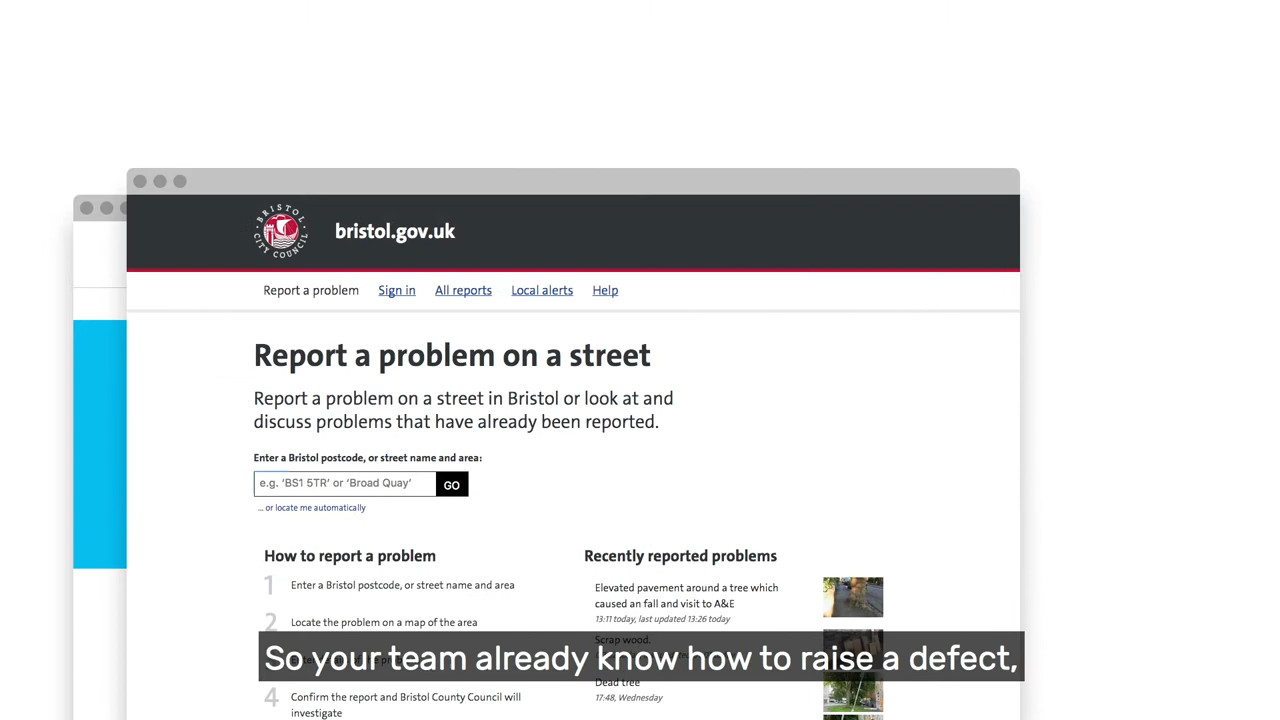 BRISTOL
CITY COUNCIL
bristol.gov.uk
Report a problem
Sign in
All reports
Local alerts
Help
Report a problem on a street
Report a problem on a street in Bristol or look at and
discuss problems that have already been reported.
Enter a Bristol postcode, or street name and area:
e.g. ‘BS1 5TR’ or ‘Broad Quay’
GO
... or locate me automatically
How to report a problem
1 Enter a Bristol postcode, or street name and area
2 Locate the problem on a map of the area
4 Confirm the report and Bristol County Council will
investigate
Recently reported problems
Elevated pavement around a tree which
caused an fall and visit to A&E
13:11 today, last updated 13:26 today
Scrap wood.
Dead tree
17:48, Wednesday
So your team already know how to raise a defect,